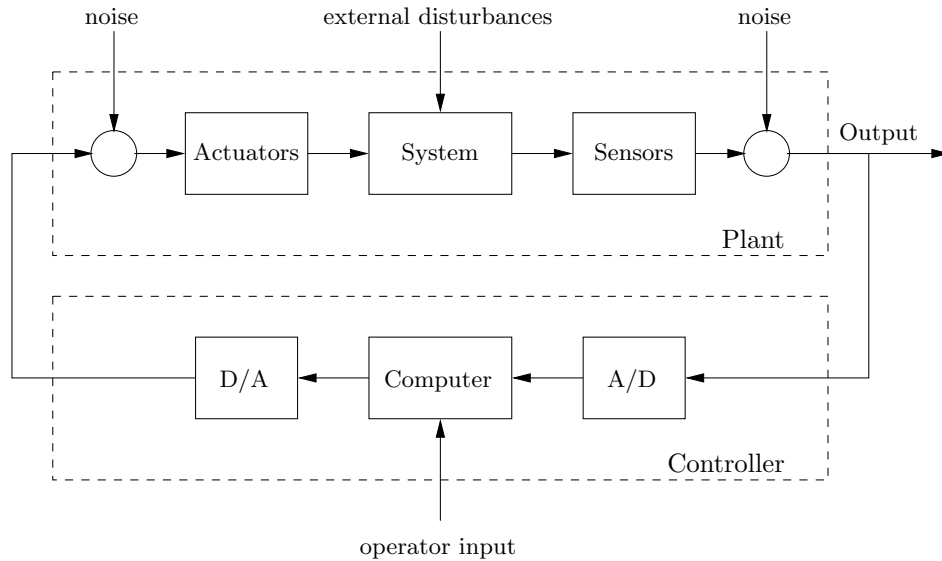 noise
external disturbances
noise
Output
Actuators
System
Sensors
Plant
D/A
Computer
A/D
Controller
operator input